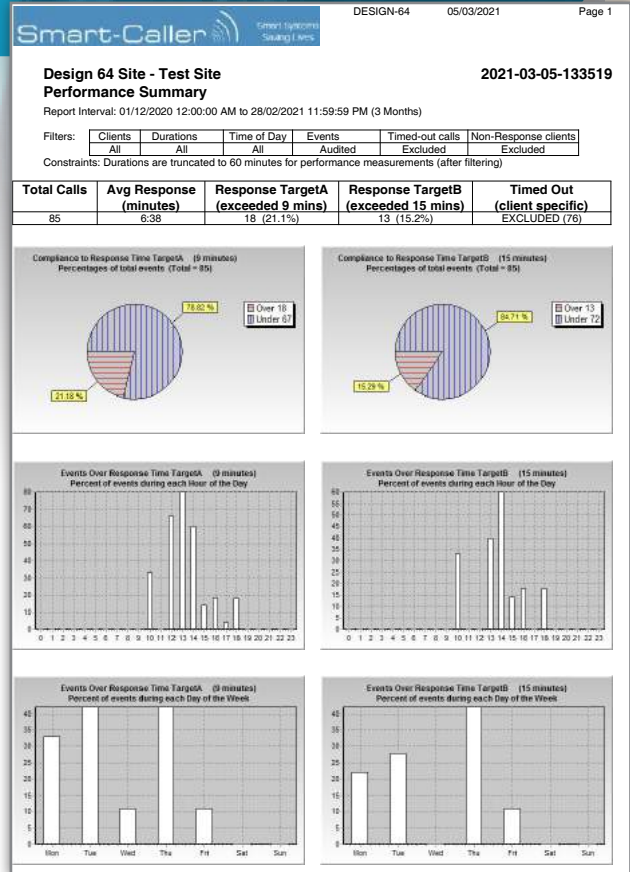 DESIGN-64 05/03/2021 Page 1
Smart-Caller
Smart Systems
Saving Lives
Design 64 Site - Test Site 2021-03-05-133519
Performance Summary
Report Interval: 01/12/2020 12:00:00 AM to 28/02/2021 11:59:59 PM (3 Months)
Filters: Clients Durations Time of Day Events Timed-out calls Non-Response clients
All All All Audited Excluded Excluded
Constraints: Durations are truncated to 60 minutes for performance measurements (after filtering)
Total Calls Avg Response Response TargetA Response TargetB Timed Out
(minutes) (exceeded 9 mins) (exceeded 15 mins) (client specific)
85 6:38 18 (21.1%) 13 (15.2%) EXCLUDED (76)
Compliance to Response Time TargetA (9 minutes)
Percentages of total events (Total = 85)
78.82 %
Over 18
Under 67
21.18 %
Compliance to Response Time TargetB (15 minutes)
Percentages of total events (Total = 85)
84.71 %
Over 13
Under 72
15.29 %
Events Over Response Time TargetA (9 minutes)
Percent of events during each Hour of the Day
80
70
60
50
40
30
20
10
0
0 1 2 3 4 5 6 7 8 9 10 11 12 13 14 15 16 17 18 19 20 21 22 23
Events Over Response Time TargetB (15 minutes)
Percent of events during each Hour of the Day
60
55
50
45
40
35
30
25
20
15
10
5
0
0 1 2 3 4 5 6 7 8 9 10 11 12 13 14 15 16 17 18 19 20 21 22 23
Events Over Response Time TargetA (9 minutes)
Percent of events during each Day of the Week
40
35
30
25
20
15
10
5
0
Mon Tue Wed Thu Fri Sat Sun
Events Over Response Time TargetB (15 minutes)
Percent of events during each Day of the Week
40
35
30
25
20
15
10
5
0
Mon Tue Wed Thu Fri Sat Sun